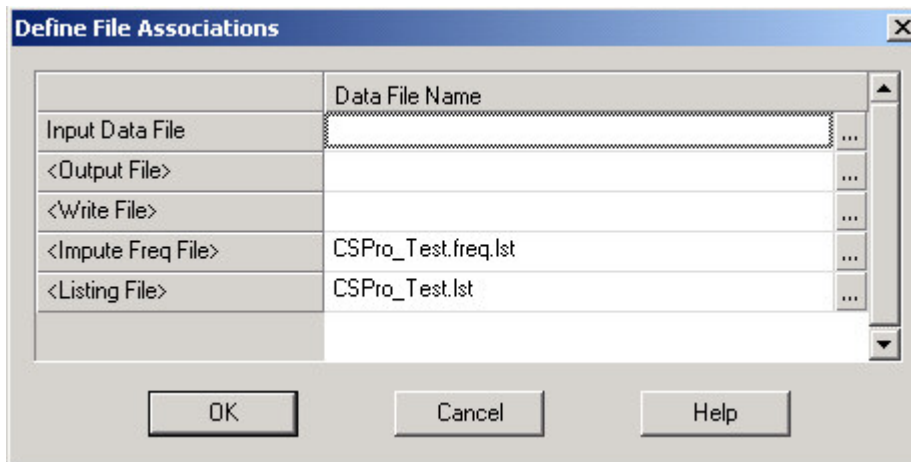 Define File Associations
Data File Name
Input Data File
...
<Output File>
...
<Write File>
...
<Impute Freq File> CSPro_Test.freq.lst
...
<Listing File> CSPro_Test.lst
...
OK Cancel Help